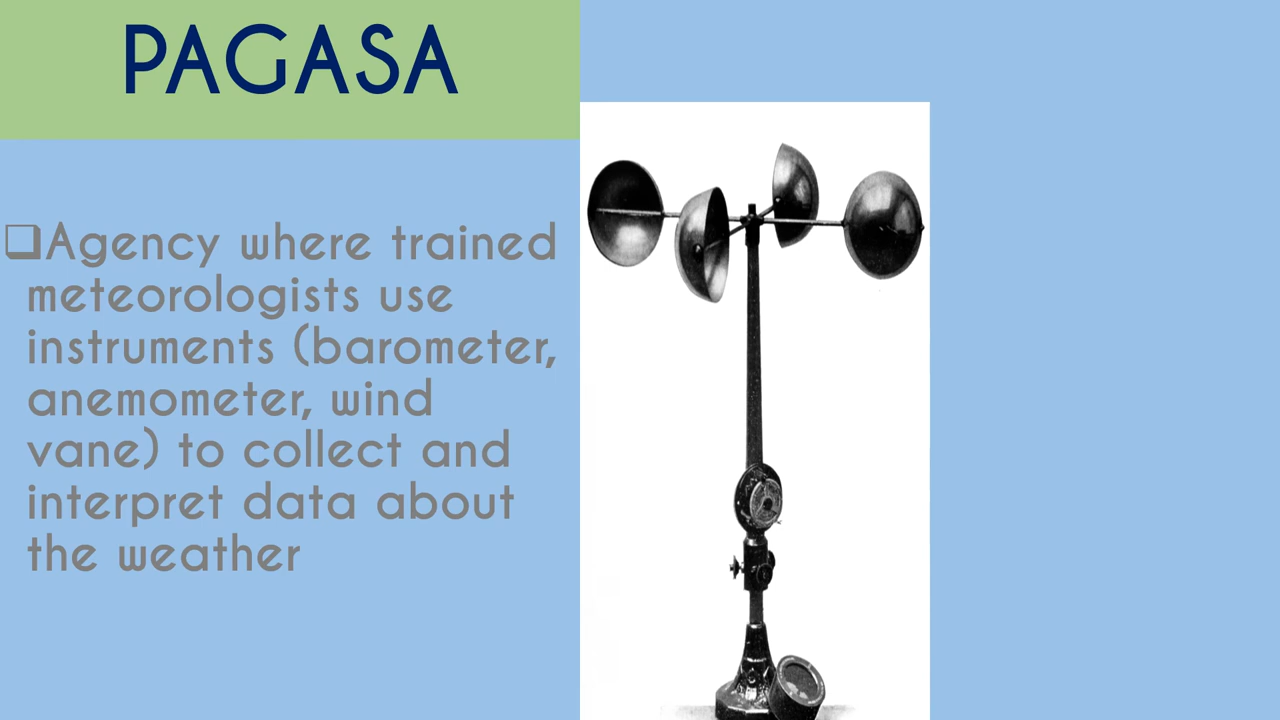 PAGASA
❑Agency where trained
meteorologists use
instruments (barometer,
anemometer, wind
vane) to collect and
interpret data about
the weather